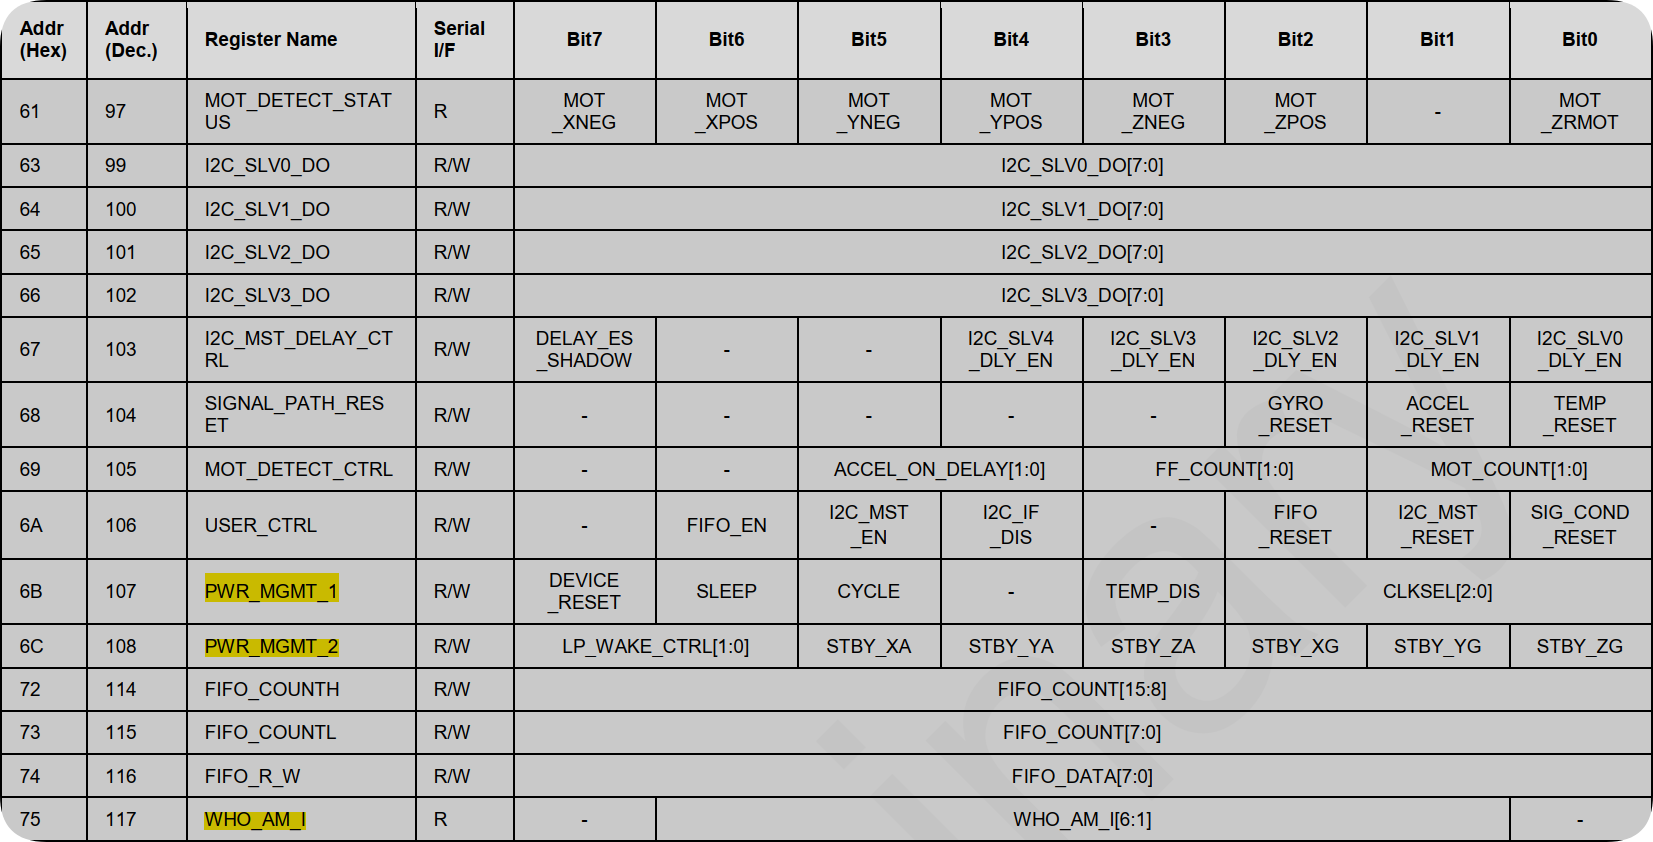 Addr (Hex) Addr (Dec.) Register Name Serial I/F Bit7 Bit6 Bit5 Bit4 Bit3 Bit2 Bit1 Bit0
61 97 MOT_DETECT_STATUS R MOT_XNEG MOT_XPOS MOT_YNEG MOT_YPOS MOT_ZNEG MOT_ZPOS - MOT_ZRMOT
63 99 I2C_SLV0_DO R/W I2C_SLV0_DO[7:0]
64 100 I2C_SLV1_DO R/W I2C_SLV1_DO[7:0]
65 101 I2C_SLV2_DO R/W I2C_SLV2_DO[7:0]
66 102 I2C_SLV3_DO R/W I2C_SLV3_DO[7:0]
67 103 I2C_MST_DELAY_CTRL R/W DELAY_ES_SHADOW - - I2C_SLV4_DLY_EN I2C_SLV3_DLY_EN I2C_SLV2_DLY_EN I2C_SLV1_DLY_EN I2C_SLV0_DLY_EN
68 104 SIGNAL_PATH_RESET R/W - - - - - GYRO_RESET ACCEL_RESET TEMP_RESET
69 105 MOT_DETECT_CTRL R/W - - ACCEL_ON_DELAY[1:0] FF_COUNT[1:0] MOT_COUNT[1:0]
6A 106 USER_CTRL R/W - FIFO_EN I2C_MST_EN I2C_IF_DIS - FIFO_RESET I2C_MST_RESET SIG_COND_RESET
6B 107 PWR_MGMT_1 R/W DEVICE_RESET SLEEP CYCLE - TEMP_DIS CLKSEL[2:0]
6C 108 PWR_MGMT_2 R/W LP_WAKE_CTRL[1:0] STBY_XA STBY_YA STBY_ZA STBY_XG STBY_YG STBY_ZG
72 114 FIFO_COUNTH R/W FIFO_COUNT[15:8]
73 115 FIFO_COUNTL R/W FIFO_COUNT[7:0]
74 116 FIFO_R_W R/W FIFO_DATA[7:0]
75 117 WHO_AM_I R - WHO_AM_I[6:1] -